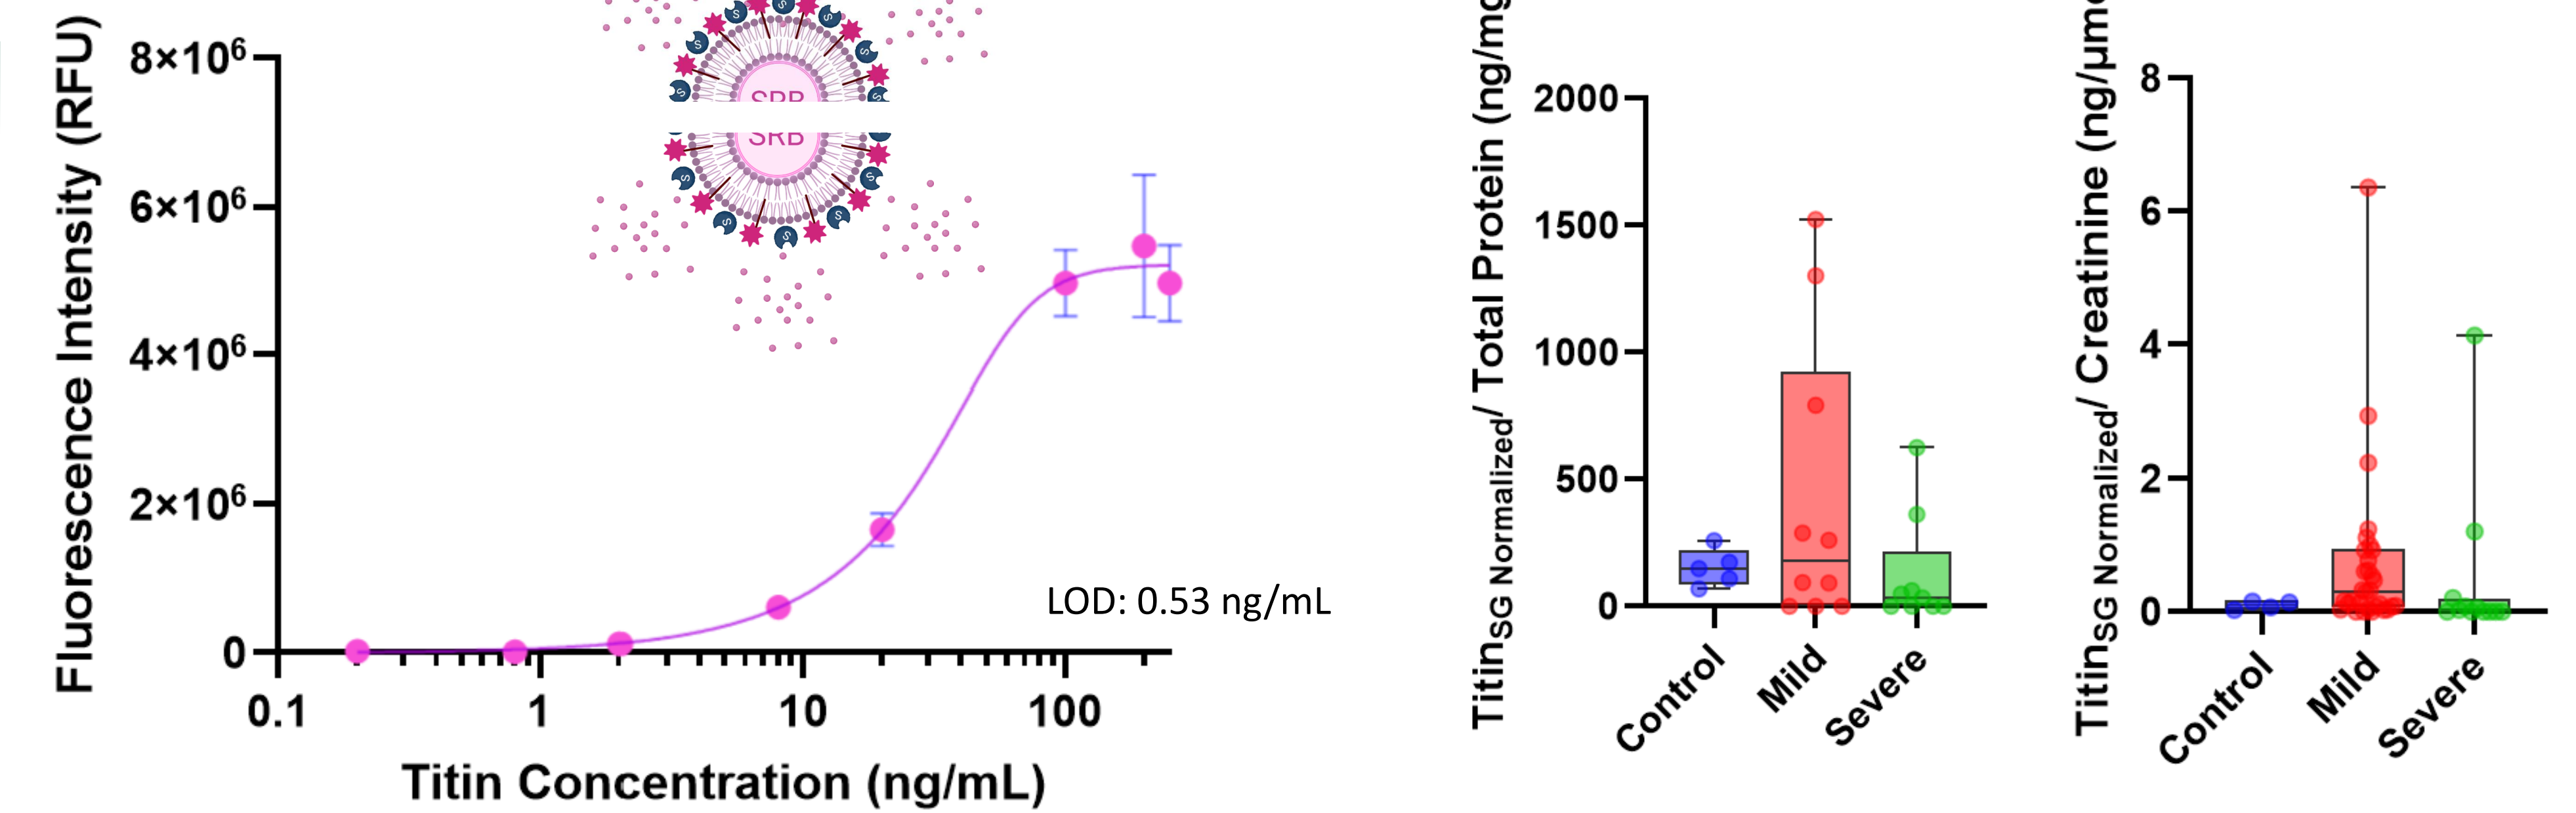 Fluorescence Intensity (RFU)
8×10⁶
6×10⁶
4×10⁶
2×10⁶
0
0.1
1
10
100
Titin Concentration (ng/mL)
LOD: 0.53 ng/mL
SRB
SRB
S
S
S
S
S
S
S
S
S
S
S
S
TitinSG Normalized/ Total Protein (ng/mg
2000
1500
1000
500
0
Control
Mild
Severe
TitinSG Normalized/ Creatinine (ng/µmo
8
6
4
2
0
Control
Mild
Severe